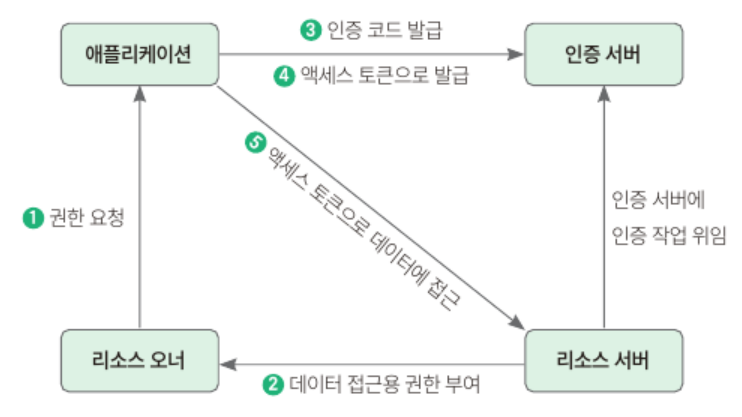 애플리케이션
3 인증 코드 발급
4 액세스 토큰으로 발급
인증 서버
5 액세스 토큰으로 데이터에 접근
1 권한 요청
인증 서버에
인증 작업 위임
리소스 오너
2 데이터 접근용 권한 부여
리소스 서버